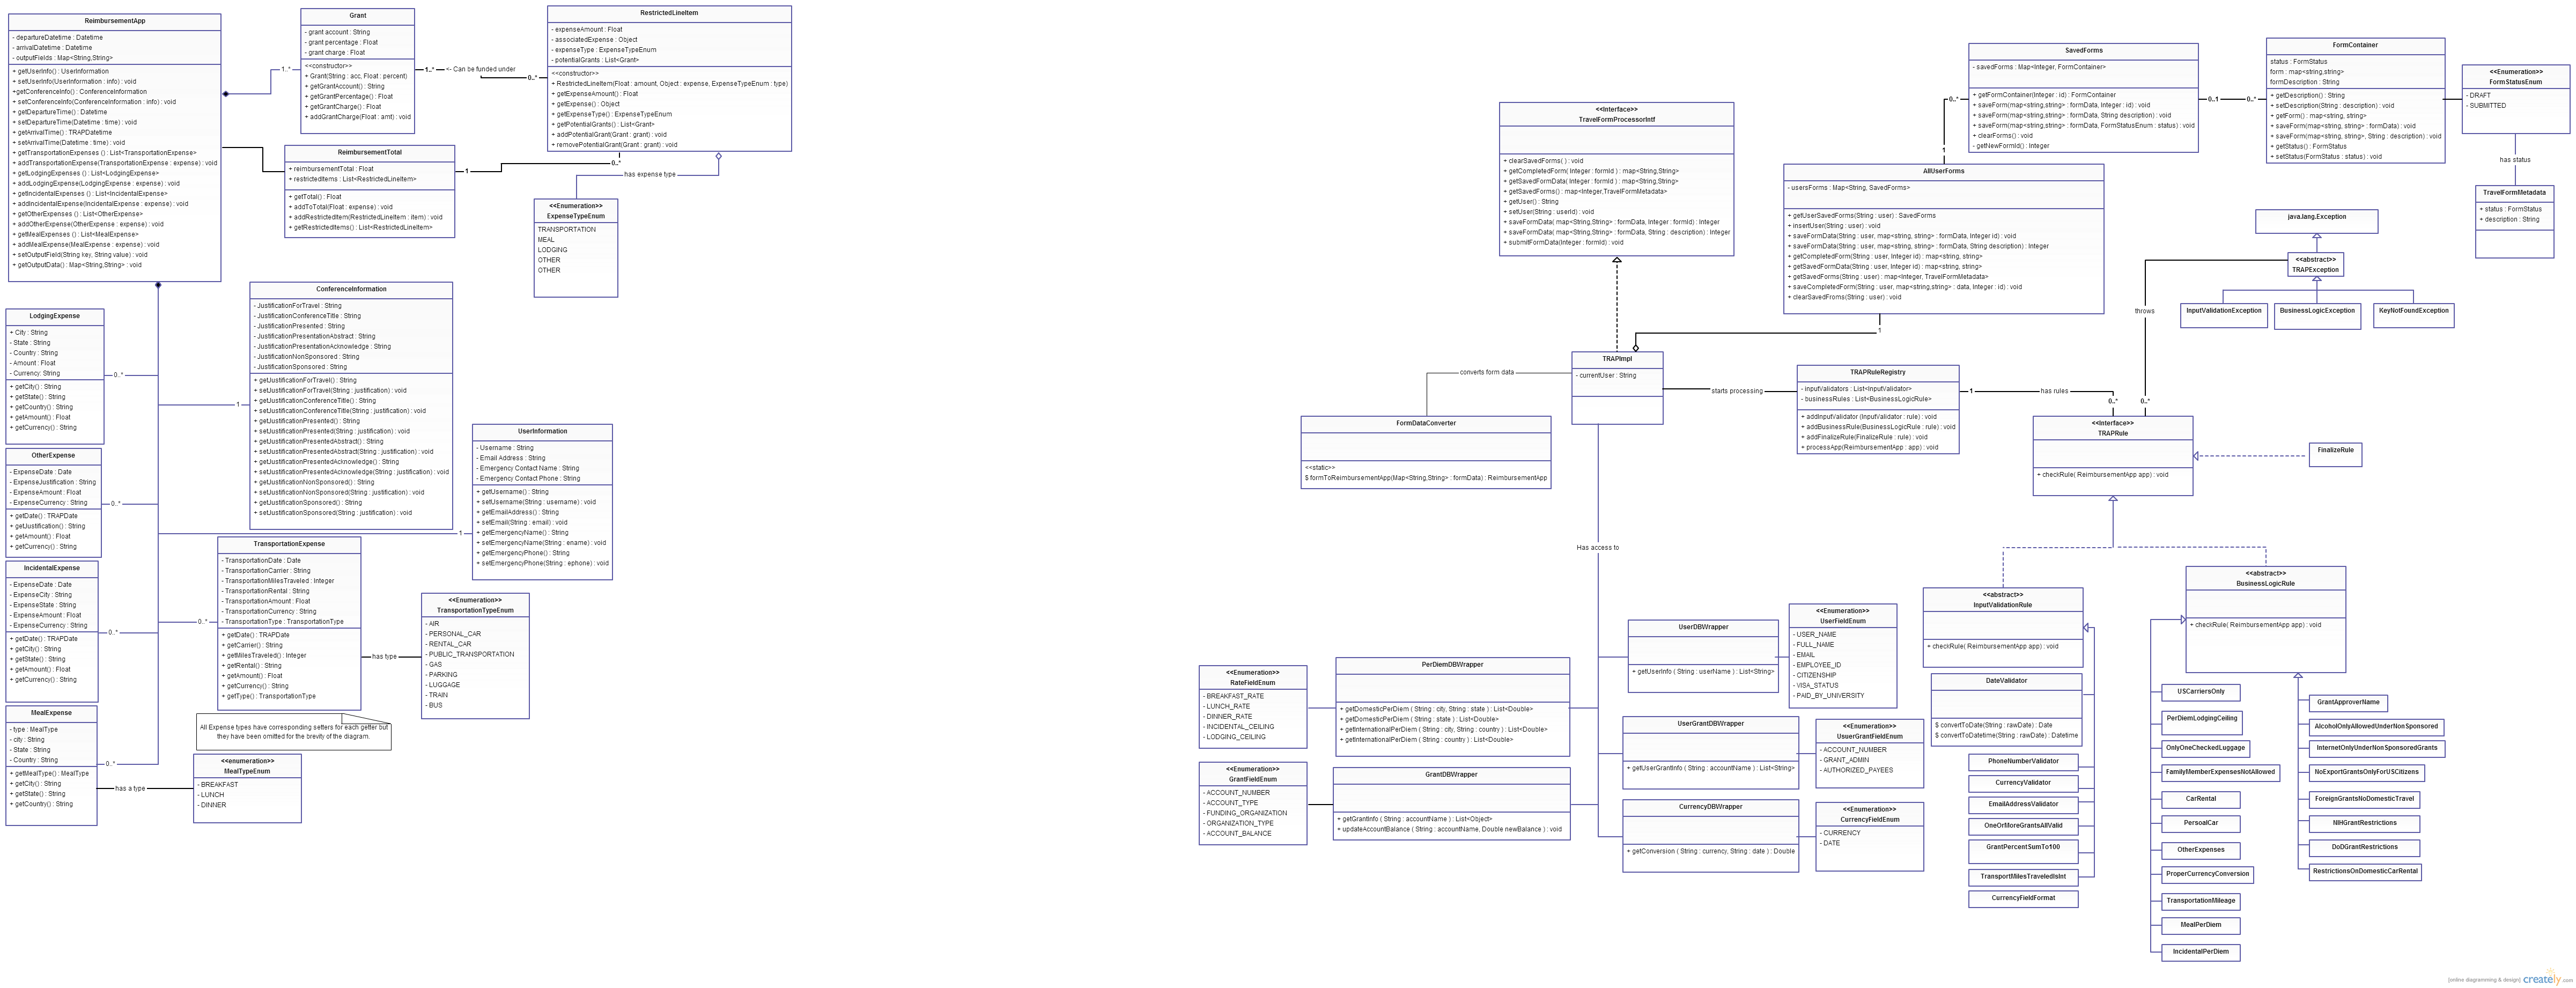 ReimbursementApp
- departureDatetime : Datetime
- arrivalDatetime : Datetime
- outputFields : Map<String,String>
+ getUserInfo() : UserInformation
+ setUserInfo(UserInformation : info) : void
+getConferenceInfo() : ConferenceInformation
+ setConferenceInfo(ConferenceInformation : info) : void
+ getDepartureTime() : Datetime
+ setDepartureTime(Datetime : time) : void
+ getArrivalTime() : TRAPDatetime
+ setArrivalTime(Datetime : time) : void
+ getTransportationExpenses () : List<TransportationExpense>
+ addTransportationExpense(TransportationExpense : expense) : void
+ getLodgingExpenses () : List<LodgingExpense>
+ addLodgingExpense(LodgingExpense : expense) : void
+ getIncidentalExpenses () : List<IncidentalExpense>
+ addIncidentalExpense(IncidentalExpense : expense) : void
+ getOtherExpenses () : List<OtherExpense>
+ addOtherExpense(OtherExpense : expense) : void
+ getMealExpenses () : List<MealExpense>
+ addMealExpense(MealExpense : expense) : void
+ setOutputField(String key, String value) : void
+ getOutputData() : Map<String,String> : void
Grant
- grant account : String
- grant percentage : Float
- grant charge : Float
<<constructor>>
+ Grant(String : acc, Float : percent)
+ getGrantAccount() : String
+ getGrantPercentage() : Float
+ getGrantCharge() : Float
+ addGrantCharge(Float : amt) : void
1..*
1..*
<- Can be funded under
0..*
RestrictedLineItem
- expenseAmount : Float
- associatedExpense : Object
- expenseType : ExpenseTypeEnum
- potentialGrants : List<Grant>
<<constructor>>
+ RestrictedLineItem(Float : amount, Object : expense, ExpenseTypeEnum : type)
+ getExpenseAmount() : Float
+ getExpense() : Object
+ getExpenseType() : ExpenseTypeEnum
+ getPotentialGrants() : List<Grant>
+ addPotentialGrant(Grant : grant) : void
+ removePotentialGrant(Grant : grant) : void
ReimbursementTotal
+ reimbursementTotal : Float
+ restrictedItems : List<RestrictedLineItem>
+ getTotal() : Float
+ addToTotal(Float : expense) : void
+ addRestrictedItem(RestrictedLineItem : item) : void
+ getRestrictedItems() : List<RestrictedLineItem>
1
0..*
has expense type
<<Enumeration>>
ExpenseTypeEnum
TRANSPORTATION
MEAL
LODGING
OTHER
OTHER
ConferenceInformation
- JustificationForTravel : String
- JustificationConferenceTitle : String
- JustificationPresented : String
- JustificationPresentationAbstract : String
- JustificationPresentationAcknowledge : String
- JustificationNonSponsored : String
- JustificationSponsored : String
+ getJustificationForTravel() : String
+ setJustificationForTravel(String : justification) : void
+ getJustificationConferenceTitle() : String
+ setJustificationConferenceTitle(String : justification) : void
+ getJustificationPresented() : String
+ setJustificationPresented(String : justification) : void
+ getJustificationPresentedAbstract() : String
+ setJustificationPresentedAbstract(String : justification) : void
+ getJustificationPresentedAcknowledge() : String
+ setJustificationPresentedAcknowledge(String : justification) : void
+ getJustificationNonSponsored() : String
+ setJustificationNonSponsored(String : justification) : void
+ getJustificationSponsored() : String
+ setJustificationSponsored(String : justification) : void
1
LodgingExpense
+ City : String
- State : String
- Country : String
- Amount : Float
- Currency: String
+ getCity() : String
+ getState() : String
+ getCountry() : String
+ getAmount() : Float
+ getCurrency() : String
0..*
OtherExpense
- ExpenseDate : Date
- ExpenseJustification : String
- ExpenseAmount : Float
- ExpenseCurrency : String
+ getDate() : TRAPDate
+ getJustification() : String
+ getAmount() : Float
+ getCurrency() : String
0..*
UserInformation
- Username : String
- Email Address : String
- Emergency Contact Name : String
- Emergency Contact Phone : String
+ getUsername() : String
+ setUsername(String : username) : void
+ getEmailAddress() : String
+ setEmail(String : email) : void
+ getEmergencyName() : String
+ setEmergencyName(String : ename) : void
+ getEmergencyPhone() : String
+ setEmergencyPhone(String : ephone) : void
1
IncidentalExpense
- ExpenseDate : Date
- ExpenseCity : String
- ExpenseState : String
- ExpenseAmount : Float
- ExpenseCurrency : String
+ getDate() : TRAPDate
+ getCity() : String
+ getState() : String
+ getAmount() : Float
+ getCurrency() : String
0..*
TransportationExpense
- TransportationDate : Date
- TransportationCarrier : String
- TransportationMilesTraveled : Integer
- TransportationRental : String
- TransportationAmount : Float
- TransportationCurrency : String
- TransportationType : TransportationType
+ getDate() : TRAPDate
+ getCarrier() : String
+ getMilesTraveled() : Integer
+ getRental() : String
+ getAmount() : Float
+ getCurrency() : String
+ getType() : TransportationType
0..*
has type
<<Enumeration>>
TransportationTypeEnum
- AIR
- PERSONAL_CAR
- RENTAL_CAR
- PUBLIC_TRANSPORTATION
- GAS
- PARKING
- LUGGAGE
- TRAIN
- BUS
All Expense types have corresponding setters for each getter but
they have been omitted for the brevity of the diagram.
MealExpense
- type : MealType
- city : String
- State : String
- Country : String
+ getMealType() : MealType
+ getCity() : String
+ getState() : String
+ getCountry() : String
0..*
has a type
<<enumeration>>
MealTypeEnum
- BREAKFAST
- LUNCH
- DINNER
<<Interface>>
TravelFormProcessorIntf
+ clearSavedForms( ) : void
+ getCompletedForm( Integer : formId ) : map<String,String>
+ getSavedFormData( Integer : formId ) : map<String,String>
+ getSavedForms() : map<Integer,TravelFormMetadata>
+ getUser() : String
+ setUser(String : userId) : void
+ saveFormData( map<String,String> : formData, Integer : formId) : Integer
+ saveFormData( map<String,String> : formData, String : description) : Integer
+ submitFormData(Integer : formId) : void
SavedForms
- savedForms : Map<Integer, FormContainer>
+ getFormContainer(Integer : id) : FormContainer
+ saveForm(map<string,string> : formData, Integer : id) : void
+ saveForm(map<string,string> : formData, String description) : void
+ saveForm(map<string,string> : formData, FormStatusEnum : status) : void
+ clearForms() : void
- getNewFormId() : Integer
0..*
1
0..1
0..*
FormContainer
status : FormStatus
form : map<string,string>
formDescription : String
+ getDescription() : String
+ setDescription(String : description) : void
+ getForm() : map<string, string>
+ saveForm(map<string, string> : formData) : void
+ saveForm(map<string, string>, String : description) : void
+ getStatus() : FormStatus
+ setStatus(FormStatus : status) : void
<<Enumeration>>
FormStatusEnum
- DRAFT
- SUBMITTED
has status
TravelFormMetadata
+ status : FormStatus
+ description : String
AllUserForms
- usersForms : Map<String, SavedForms>
+ getUserSavedForms(String : user) : SavedForms
+ insertUser(String : user) : void
+ saveFormData(String : user, map<string, string> : formData, Integer id) : void
+ saveFormData(String : user, map<string, string> : formData, String description) : Integer
+ getCompletedForm(String : user, Integer id) : map<string, string>
+ getSavedFormData(String : user, Integer id) : map<string, string>
+ getSavedForms(String : user) : map<Integer, TravelFormMetadata>
+ saveCompletedForm(String : user, map<string,string> : data, Integer : id) : void
+ clearSavedFroms(String : user) : void
1
java.lang.Exception
<<abstract>>
TRAPException
InputValidationException
BusinessLogicException
KeyNotFoundException
throws
0..*
TRAPImpl
- currentUser : String
converts form data
FormDataConverter
<<static>>
$ formToReimbursementApp(Map<String,String> : formData) : ReimbursementApp
starts processing
TRAPRuleRegistry
- inputValidators : List<InputValidator>
- businessRules : List<BusinessLogicRule>
+ addInputValidator (InputValidator : rule) : void
+ addBusinessRule(BusinessLogicRule : rule) : void
+ addFinalizeRule(FinalizeRule : rule) : void
+ processApp(ReimbursementApp : app) : void
1
has rules
0..*
<<Interface>>
TRAPRule
+ checkRule( ReimbursementApp app) : void
FinalizeRule
Has access to
<<abstract>>
InputValidationRule
+ checkRule( ReimbursementApp app) : void
<<abstract>>
BusinessLogicRule
+ checkRule( ReimbursementApp app) : void
UserDBWrapper
+ getUserInfo ( String : userName ) : List<String>
<<Enumeration>>
UserFieldEnum
- USER_NAME
- FULL_NAME
- EMAIL
- EMPLOYEE_ID
- CITIZENSHIP
- VISA_STATUS
- PAID_BY_UNIVERSITY
<<Enumeration>>
RateFieldEnum
- BREAKFAST_RATE
- LUNCH_RATE
- DINNER_RATE
- INCIDENTAL_CEILING
- LODGING_CEILING
PerDiemDBWrapper
+ getDomesticPerDiem ( String : city, String : state ) : List<Double>
+ getDomesticPerDiem ( String : state ) : List<Double>
+ getInternationalPerDiem ( String : city, String : country ) : List<Double>
+ getInternationalPerDiem ( String : country ) : List<Double>
UserGrantDBWrapper
+ getUserGrantInfo ( String : accountName ) : List<String>
<<Enumeration>>
UsuerGrantFieldEnum
- ACCOUNT_NUMBER
- GRANT_ADMIN
- AUTHORIZED_PAYEES
<<Enumeration>>
GrantFieldEnum
- ACCOUNT_NUMBER
- ACCOUNT_TYPE
- FUNDING_ORGANIZATION
- ORGANIZATION_TYPE
- ACCOUNT_BALANCE
GrantDBWrapper
+ getGrantInfo ( String : accountName ) : List<Object>
+ updateAccountBalance ( String : accountName, Double newBalance ) : void
CurrencyDBWrapper
+ getConversion ( String : currency, String : date ) : Double
<<Enumeration>>
CurrencyFieldEnum
- CURRENCY
- DATE
DateValidator
$ convertToDate(String : rawDate) : Date
$ convertToDatetime(String : rawDate) : Datetime
PhoneNumberValidator
CurrencyValidator
EmailAddressValidator
OneOrMoreGrantsAllValid
GrantPercentSumTo100
TransportMilesTraveledIsInt
CurrencyFieldFormat
USCarriersOnly
PerDiemLodgingCeiling
OnlyOneCheckedLuggage
FamilyMemberExpensesNotAllowed
CarRental
PersoalCar
OtherExpenses
ProperCurrencyConversion
TransportationMileage
MealPerDiem
IncidentalPerDiem
GrantApproverName
AlcoholOnlyAllowedUnderNonSponsored
InternetOnlyUnderNonSponsoredGrants
NoExportGrantsOnlyForUSCitizens
ForeignGrantsNoDomesticTravel
NIHGrantRestrictions
DoDGrantRestrictions
RestrictionsOnDomesticCarRental
[online diagramming & design] creately.com